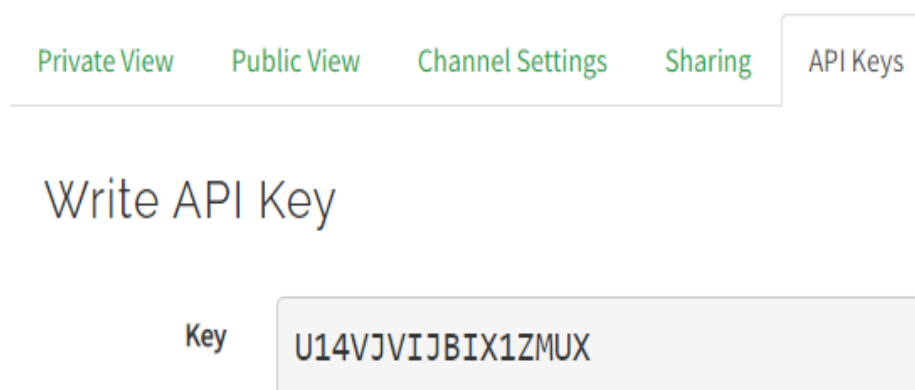 Private View Public View Channel Settings Sharing API Keys
Write API Key
Key U14VJVIJBIX1ZMUX